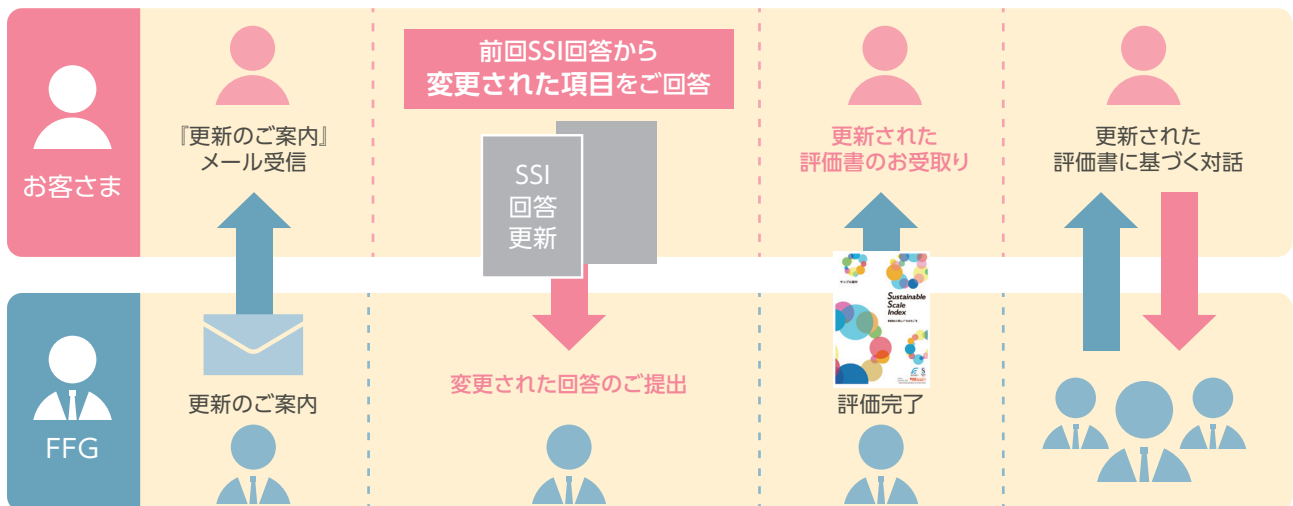 お客さま
『更新のご案内』
メール受信
前回SSI回答から
変更された項目をご回答
SSI
回答
更新
更新された
評価書のお受取り
更新された
評価書に基づく対話
FFG
更新のご案内
変更された回答のご提出
Sustainable
Scale
Index
評価完了